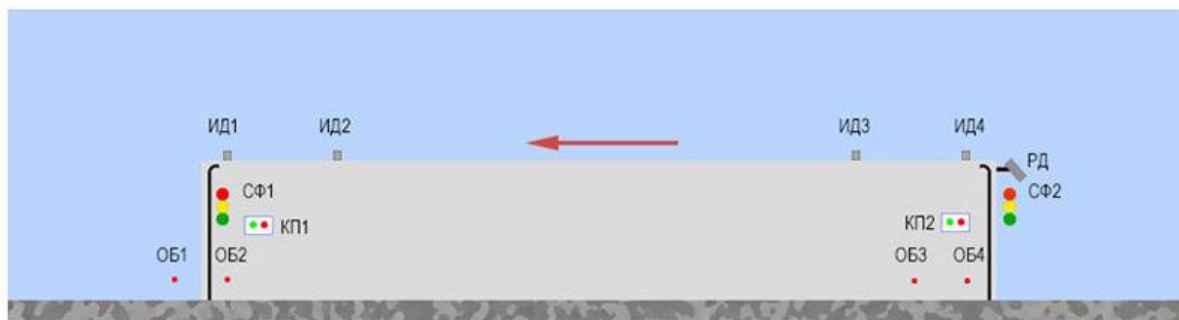 ИД1 ИД2 ИД3 ИД4
РД
СФ1 СФ2
КП1 КП2
ОБ1 ОБ2 ОБ3 ОБ4